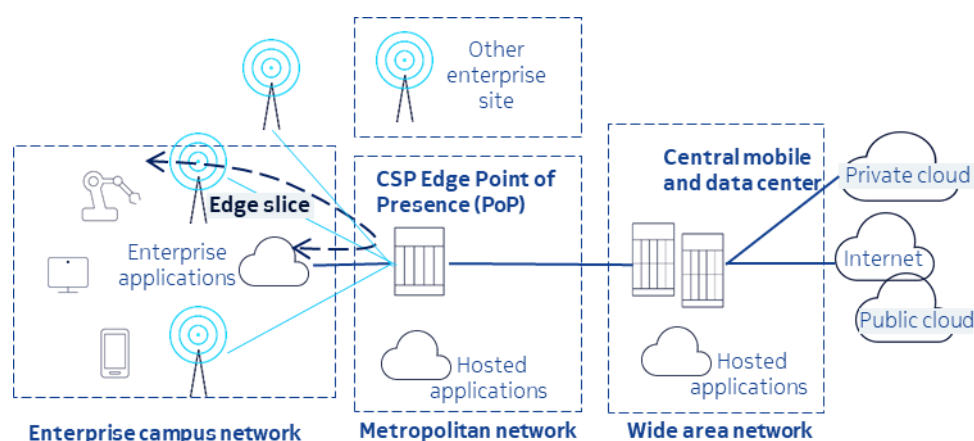 Other
enterprise
site
CSP Edge Point of
Presence (PoP)
Central mobile
and data center
Private cloud
Edge slice
Enterprise
applications
Internet
Public cloud
Hosted
applications
Hosted
applications
Enterprise campus network
Metropolitan network
Wide area network